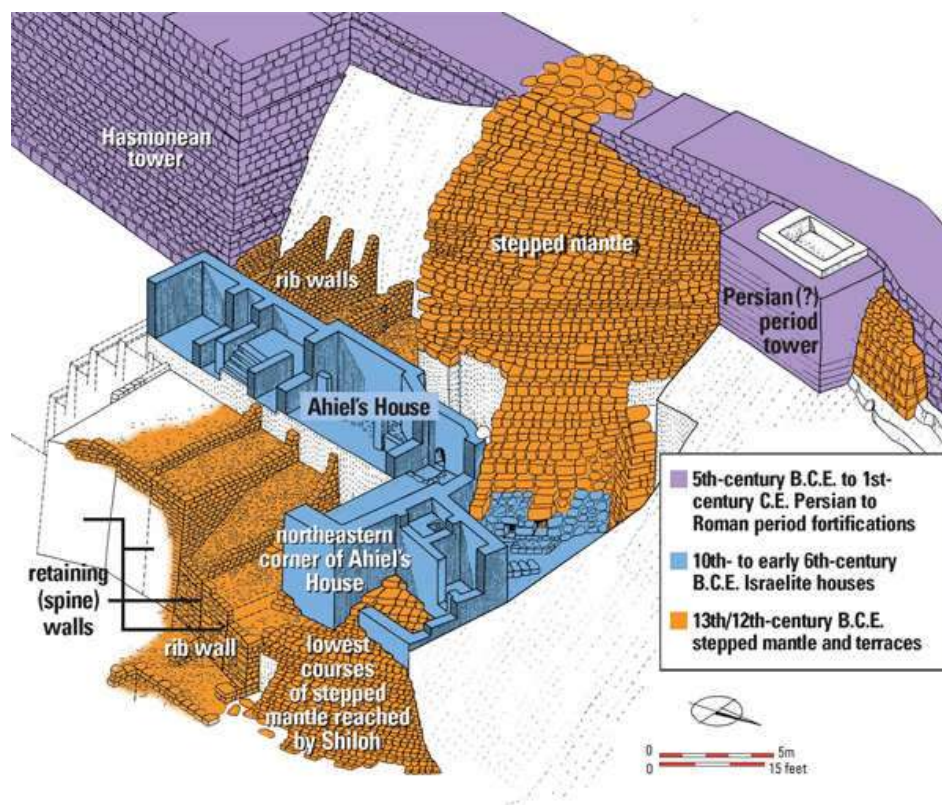 Hasmonean
tower
stepped mantle
rib walls
Persian (?)
period
tower
Ahiel's House
northeastern
corner of Ahiel's
House
retaining
(spine)
walls
rib wall
lowest
courses
of stepped
mantle reached
by Shiloh
5th-century B.C.E. to 1st-
century C.E. Persian to
Roman period fortifications
10th- to early 6th-century
B.C.E. Israelite houses
13th/12th-century B.C.E.
stepped mantle and terraces
0 5m
0 15 feet